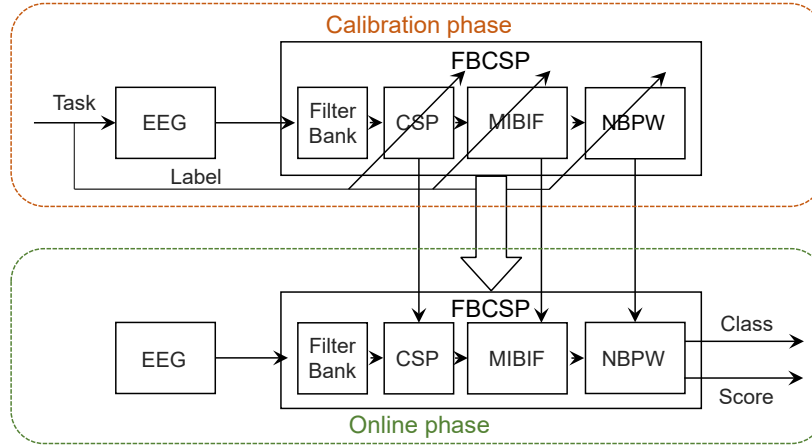 Calibration phase
FBCSP
Task
EEG
Filter
Bank
CSP
MIBIF
NBPW
Label
FBCSP
EEG
Filter
Bank
CSP
MIBIF
NBPW
Class
Score
Online phase